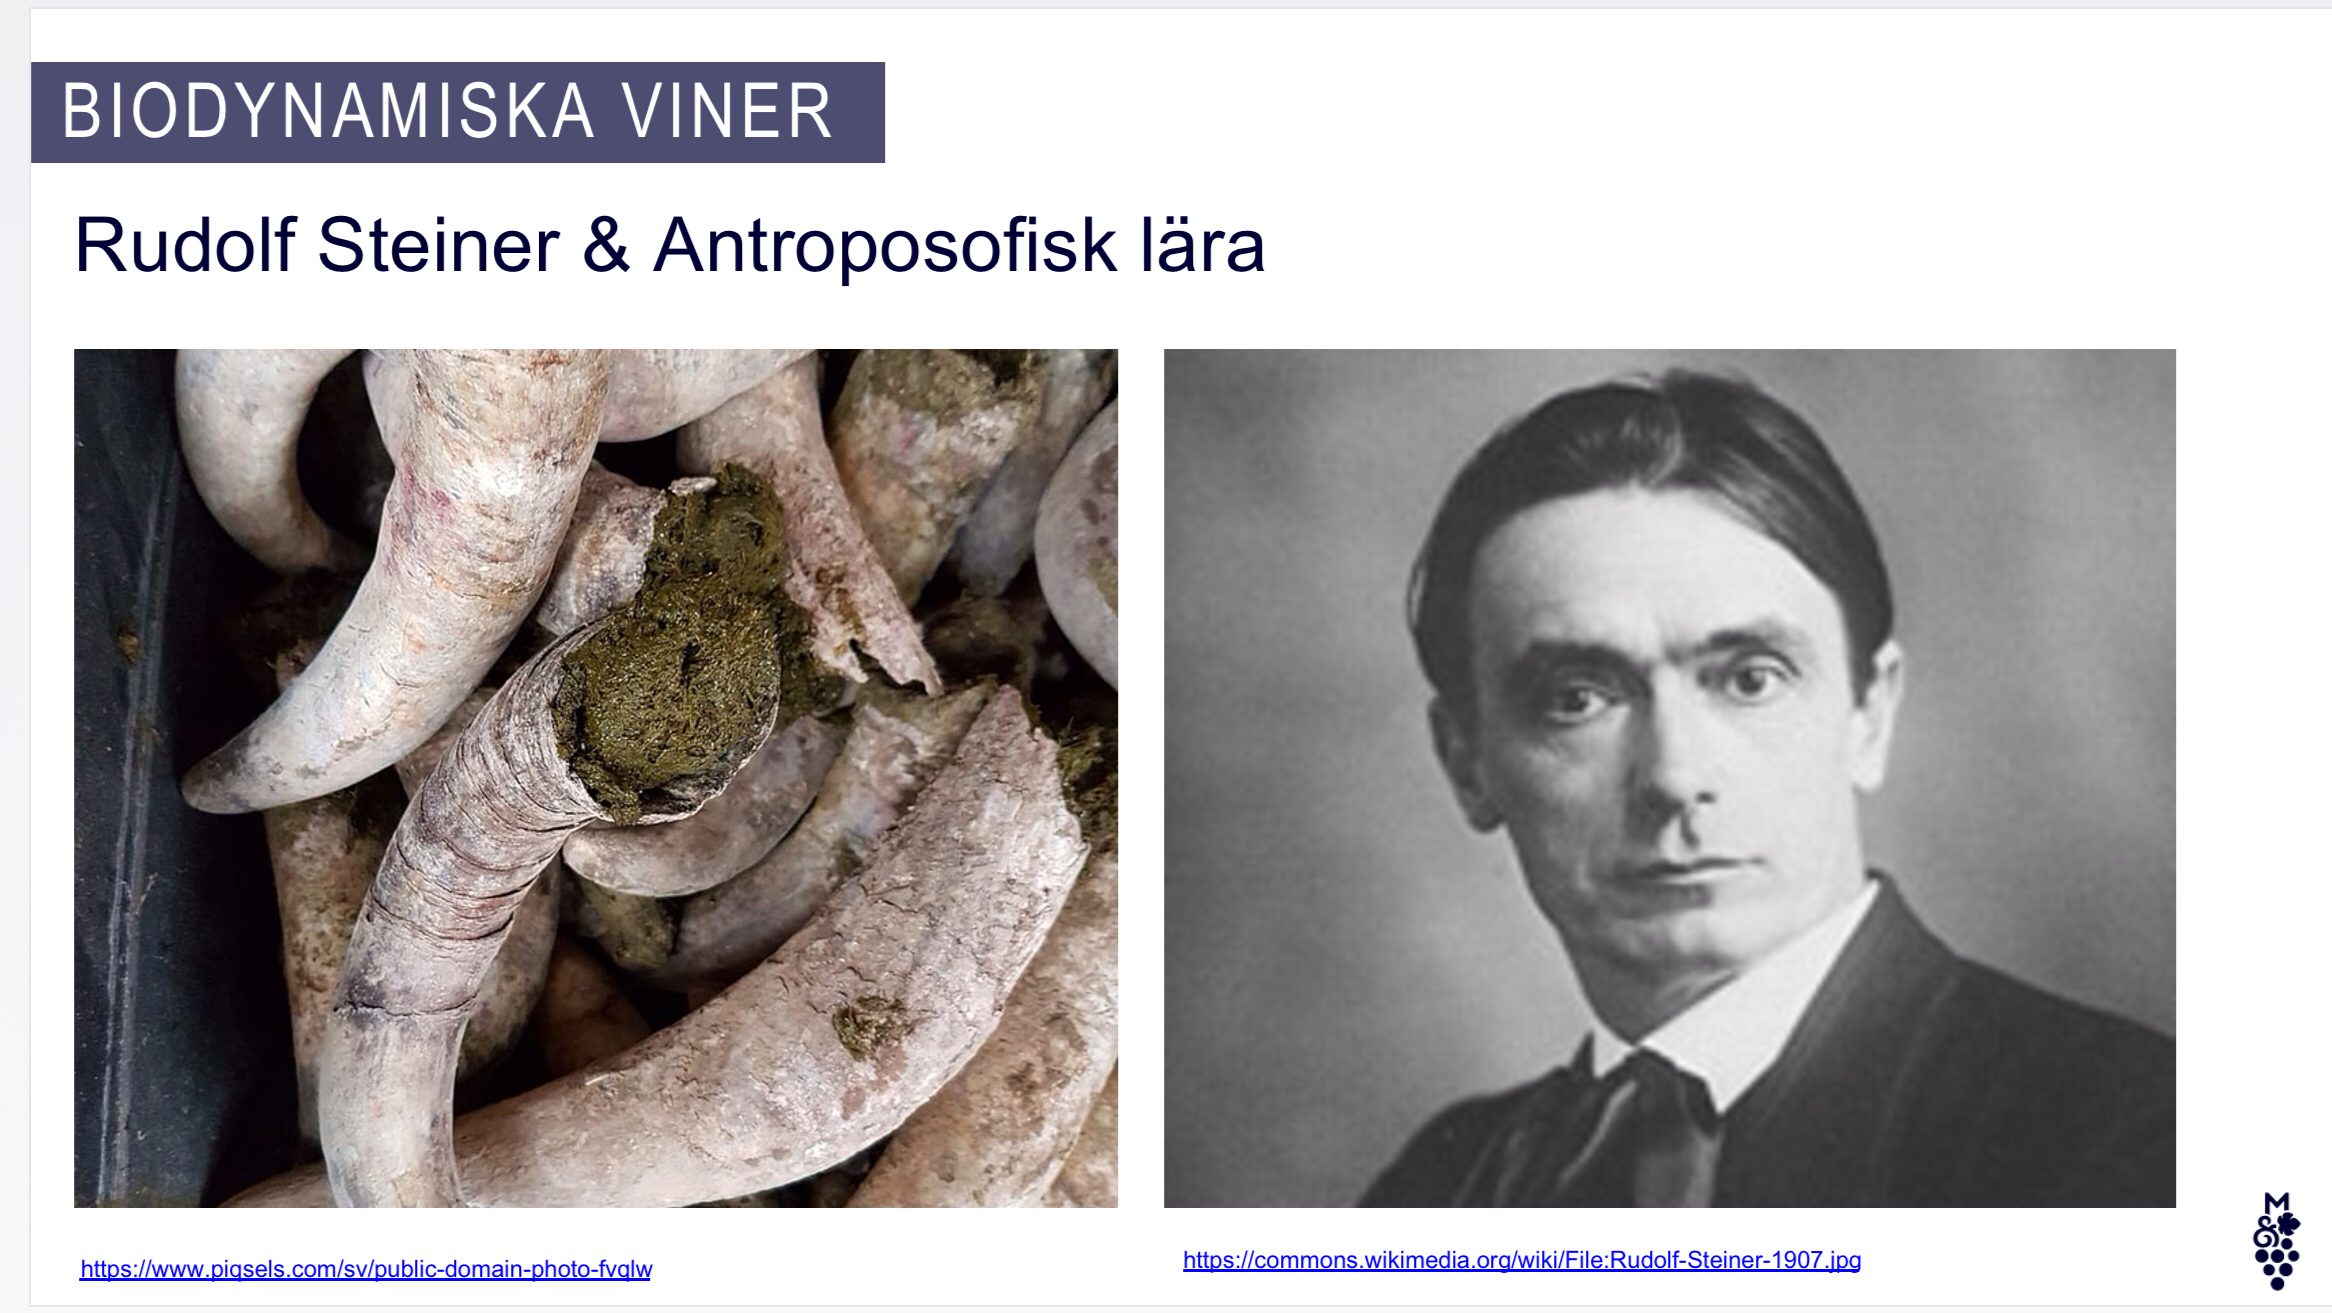 BIODYNAMISKA VINER
Rudolf Steiner & Antroposofisk lära
https://www.piqsels.com/sv/public-domain-photo-fvqlw
https://commons.wikimedia.org/wiki/File:Rudolf-Steiner-1907.jpg
M
&